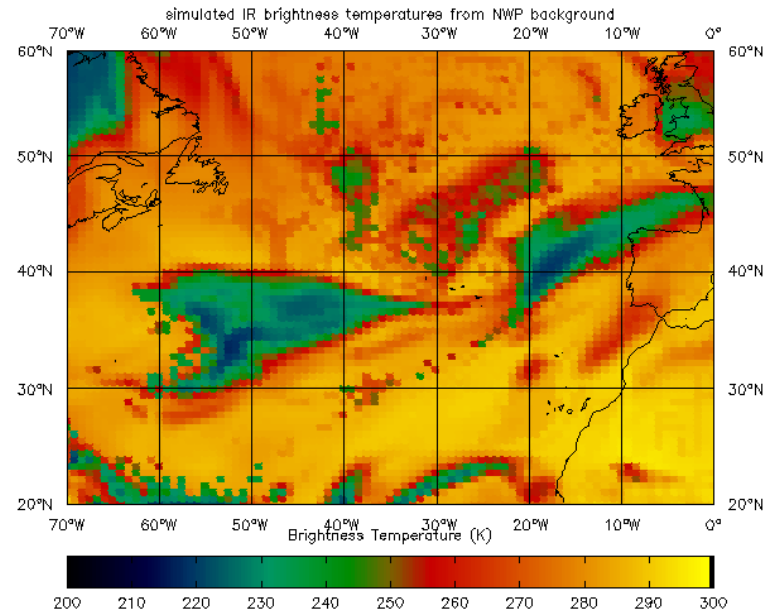 simulated IR brightness temperatures from NWP background
70°W 60°W 50°W 40°W 30°W 20°W 10°W 0°
60°N 60°N
50°N 50°N
40°N 40°N
30°N 30°N
20°N 20°N
70°W 60°W 50°W 40°W 30°W 20°W 10°W 0°
Brightness Temperature (K)
200 210 220 230 240 250 260 270 280 290 300